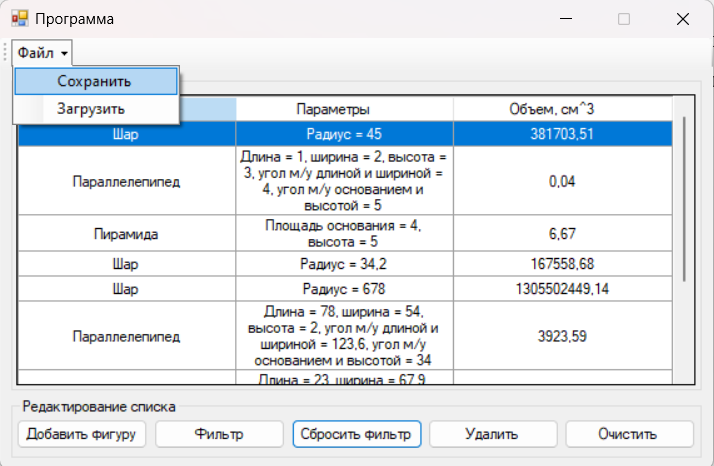 Программа
Файл
Сохранить
Загрузить
Параметры
Объем, см^3
Шар
Радиус = 45
381703,51
Параллелепипед
Длина = 1, ширина = 2, высота =
3, угол м/у длиной и шириной =
4, угол м/у основанием и
высотой = 5
0,04
Пирамида
Площадь основания = 4,
высота = 5
6,67
Шар
Радиус = 34,2
167558,68
Шар
Радиус = 678
1305502449,14
Параллелепипед
Длина = 78, ширина = 54,
высота = 2, угол м/у длиной и
шириной = 123,6, угол м/у
основанием и высотой = 34
3923,59
Длина = 23, ширина = 67,9
Редактирование списка
Добавить фигуру
Фильтр
Сбросить фильтр
Удалить
Очистить